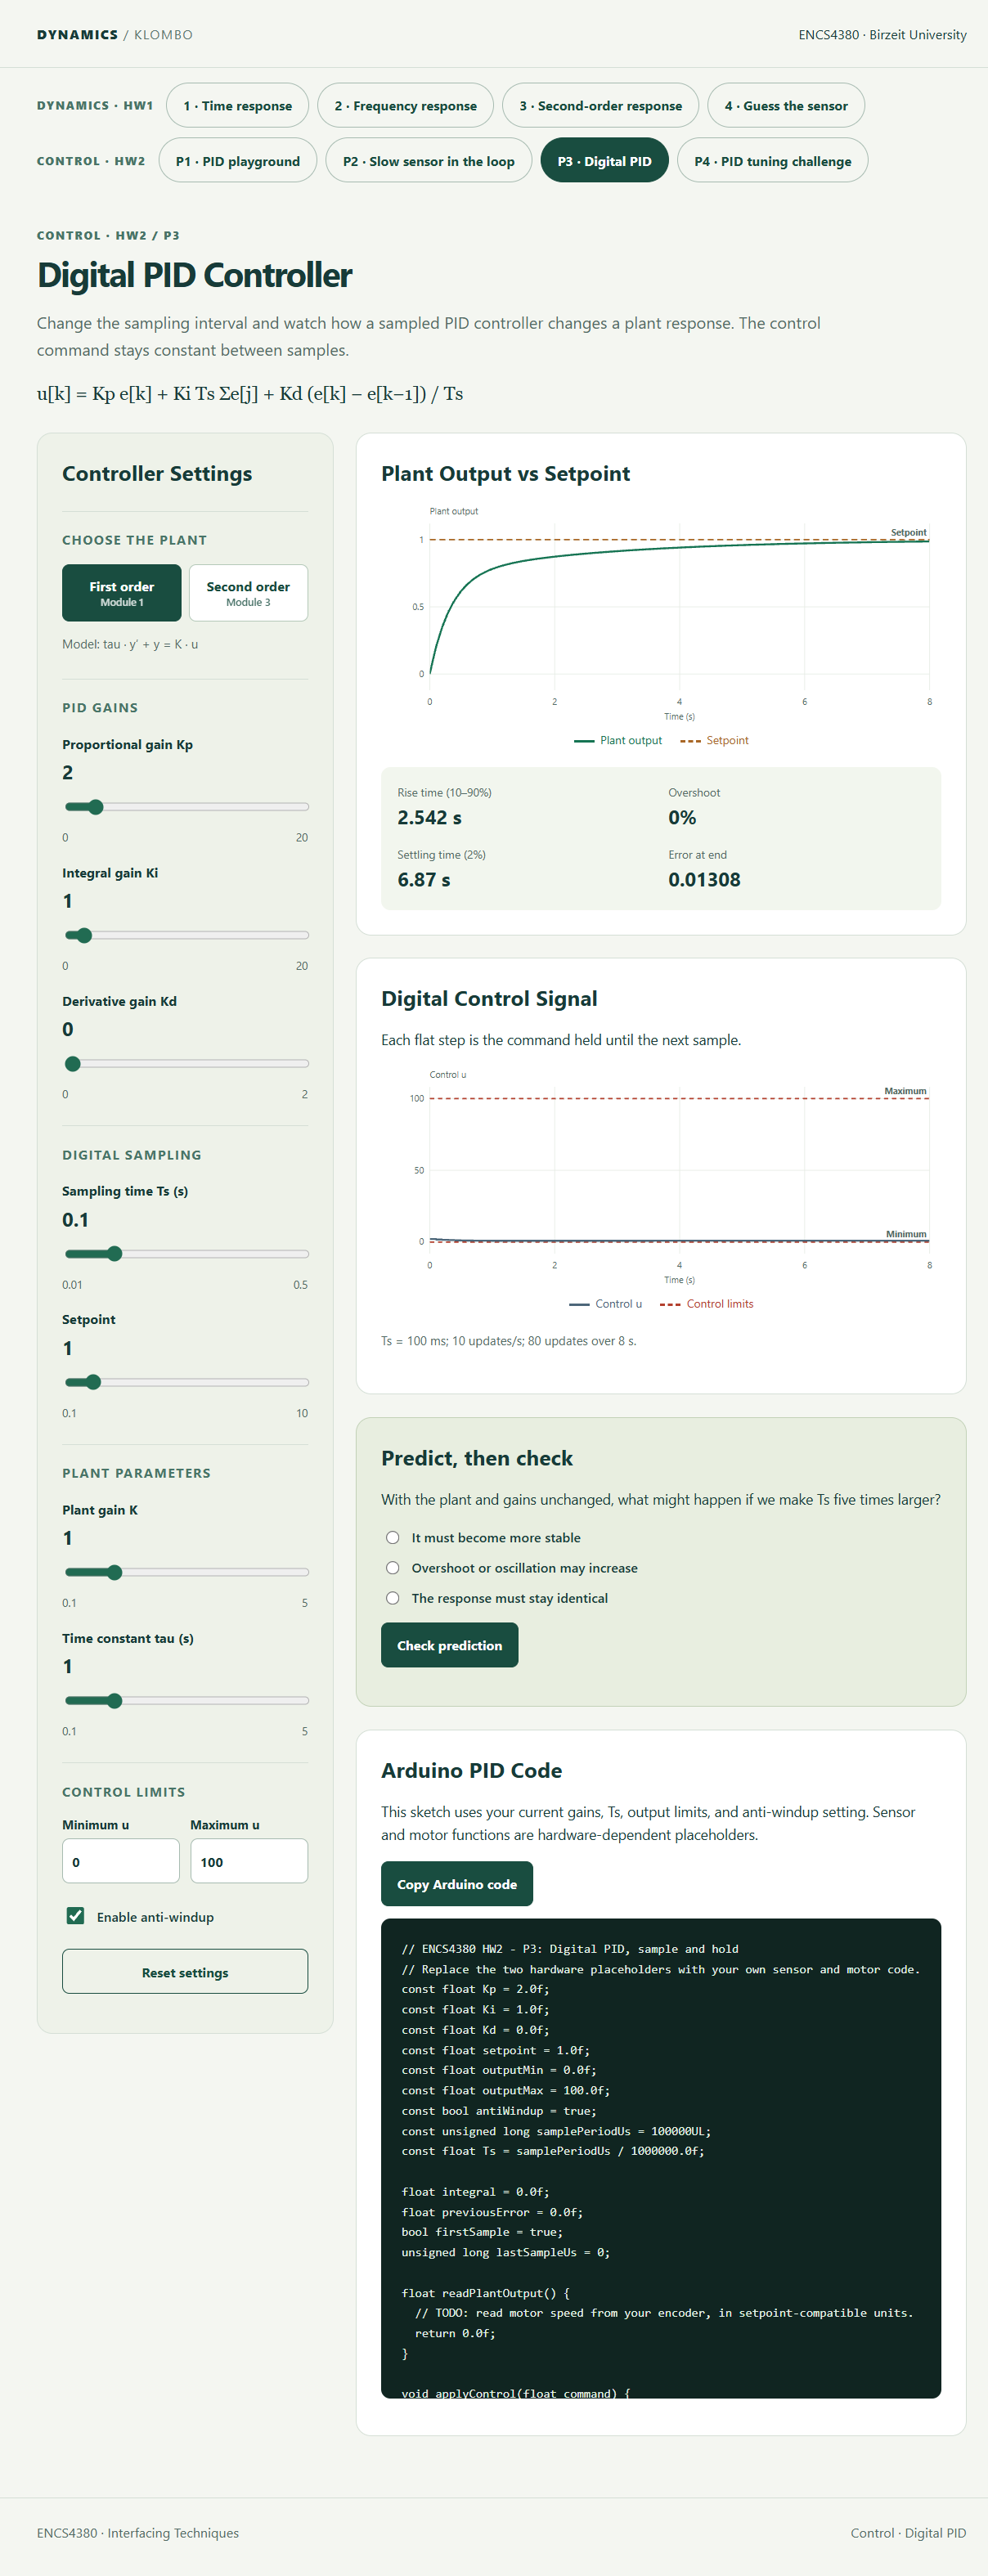 DYNAMICS / KLOMBO
ENCS4380 · Birzeit University
DYNAMICS · HW1
1 · Time response
2 · Frequency response
3 · Second-order response
4 · Guess the sensor
CONTROL · HW2
P1 · PID playground
P2 · Slow sensor in the loop
P3 · Digital PID
P4 · PID tuning challenge
CONTROL · HW2 / P3
Digital PID Controller
Change the sampling interval and watch how a sampled PID controller changes a plant response. The control
command stays constant between samples.
u[k] = Kp e[k] + Ki Ts Σe[j] + Kd (e[k] − e[k−1]) / Ts
Controller Settings
CHOOSE THE PLANT
First order
Module 1
Second order
Module 3
Model: tau · y' + y = K · u
PID GAINS
Proportional gain Kp
2
0
20
Integral gain Ki
1
0
20
Derivative gain Kd
0
0
2
DIGITAL SAMPLING
Sampling time Ts (s)
0.1
0.01
0.5
Setpoint
1
0.1
10
PLANT PARAMETERS
Plant gain K
1
0.1
5
Time constant tau (s)
1
0.1
5
CONTROL LIMITS
Minimum u
Maximum u
0
100
Enable anti-windup
Reset settings
Plant Output vs Setpoint
Plant output
Setpoint
1
0.5
0
0
2
4
6
8
Time (s)
Plant output
Setpoint
Rise time (10–90%)
2.542 s
Overshoot
0%
Settling time (2%)
6.87 s
Error at end
0.01308
Digital Control Signal
Each flat step is the command held until the next sample.
Control u
Maximum
100
50
Minimum
0
0
2
4
6
8
Time (s)
Control u
Control limits
Ts = 100 ms; 10 updates/s; 80 updates over 8 s.
Predict, then check
With the plant and gains unchanged, what might happen if we make Ts five times larger?
It must become more stable
Overshoot or oscillation may increase
The response must stay identical
Check prediction
Arduino PID Code
This sketch uses your current gains, Ts, output limits, and anti-windup setting. Sensor
and motor functions are hardware-dependent placeholders.
Copy Arduino code
// ENCS4380 HW2 - P3: Digital PID, sample and hold
// Replace the two hardware placeholders with your own sensor and motor code.
const float Kp = 2.0f;
const float Ki = 1.0f;
const float Kd = 0.0f;
const float setpoint = 1.0f;
const float outputMin = 0.0f;
const float outputMax = 100.0f;
const bool antiWindup = true;
const unsigned long samplePeriodUs = 100000UL;
const float Ts = samplePeriodUs / 1000000.0f;
float integral = 0.0f;
float previousError = 0.0f;
bool firstSample = true;
unsigned long lastSampleUs = 0;
float readPlantOutput() {
// TODO: read motor speed from your encoder, in setpoint-compatible units.
return 0.0f;
}
void applyControl(float command) {
ENCS4380 · Interfacing Techniques
Control · Digital PID